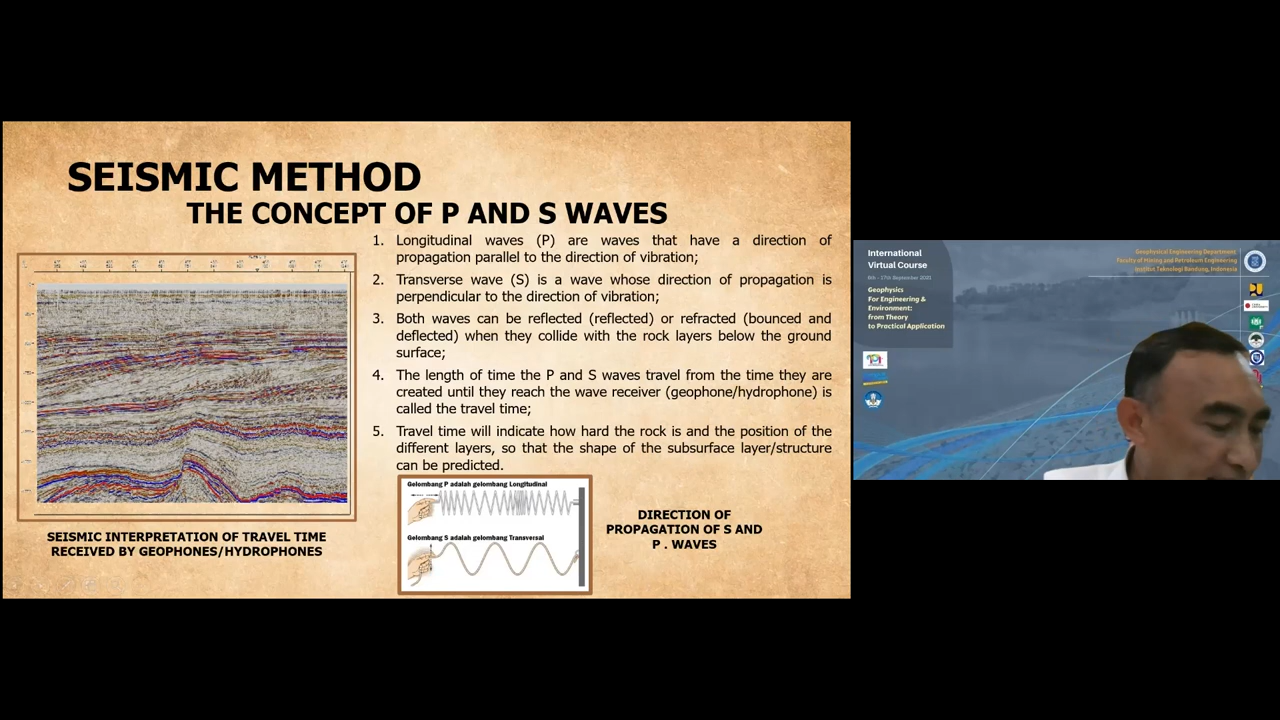 SEISMIC METHOD
THE CONCEPT OF P AND S WAVES
1. Longitudinal waves (P) are waves that have a direction of
propagation parallel to the direction of vibration;
2. Transverse wave (S) is a wave whose direction of propagation is
perpendicular to the direction of vibration;
3. Both waves can be reflected (reflected) or refracted (bounced and
deflected) when they collide with the rock layers below the ground
surface;
4. The length of time the P and S waves travel from the time they are
created until they reach the wave receiver (geophone/hydrophone) is
called the travel time;
5. Travel time will indicate how hard the rock is and the position of the
different layers, so that the shape of the subsurface layer/structure
can be predicted.
SEISMIC INTERPRETATION OF TRAVEL TIME
RECEIVED BY GEOPHONES/HYDROPHONES
Gelombang P adalah gelombang Longitudinal
Gelombang S adalah gelombang Transversal
DIRECTION OF
PROPAGATION OF S AND
P . WAVES
International
Virtual Course
6th - 17th September 2021
Geophysics
For Engineering &
Environment:
from Theory
to Practical Application
Geophysical Engineering Department
Faculty of Mining and Petroleum Engineering
Institut Teknologi Bandung, Indonesia